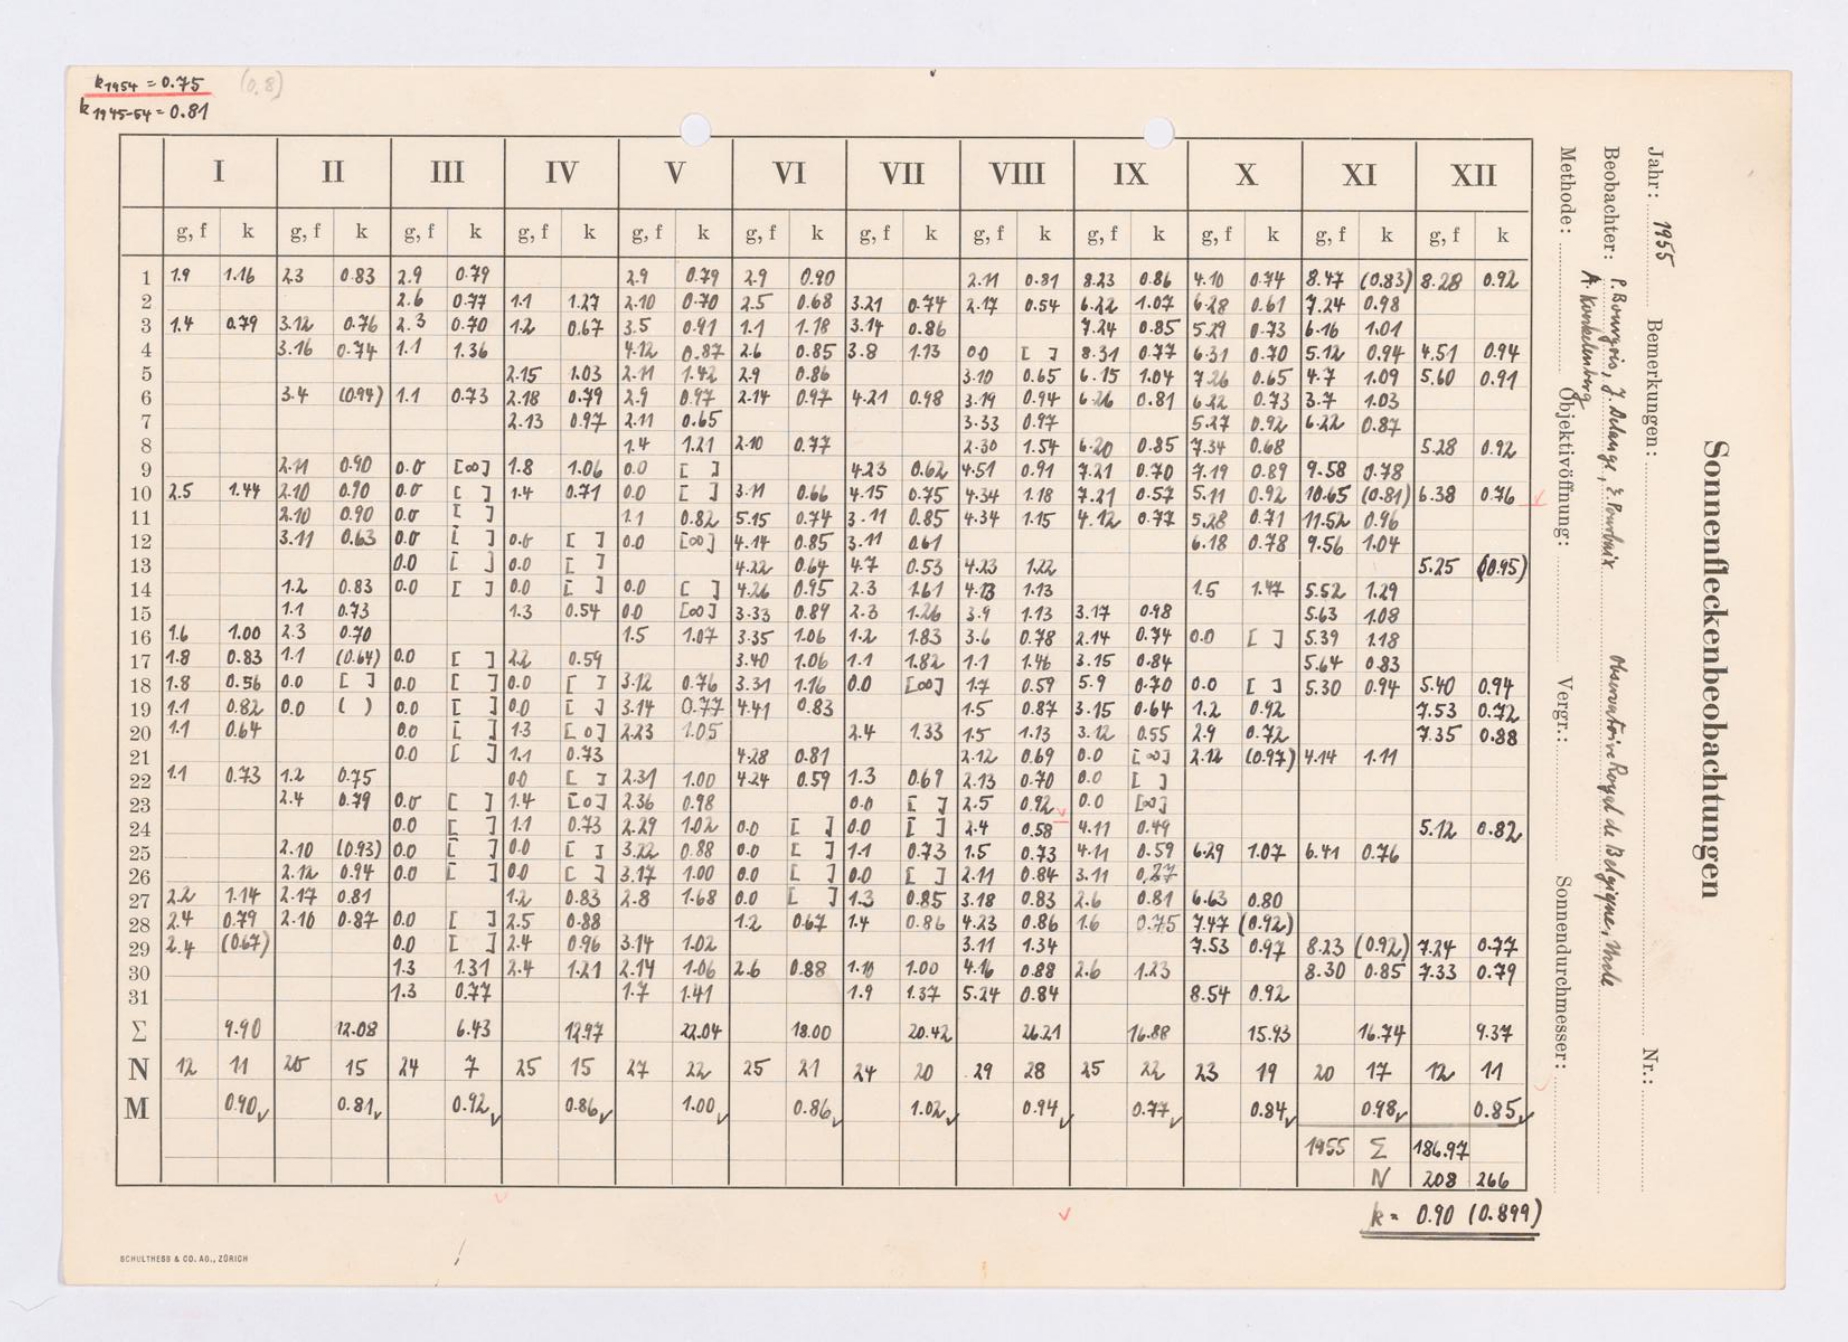 k1954 = 0.75 (0.8)
k1945-54 = 0.81
Sonnenfleckenbeobachtungen
Jahr: 1955 Bemerkungen: Nr.:
Beobachter: P. Bourgeois, Observatoire Royal de Belgique, Uccle
Methode: Objektivöffnung: Vergr.: Sonnendurchmesser:
I II III IV V VI VII VIII IX X XI XII
g, f k g, f k g, f k g, f k g, f k g, f k g, f k g, f k g, f k g, f k g, f k g, f k
1 1.9 1.16 2.3 0.83 2.9 0.79 2.9 0.79 2.9 0.90 2.11 0.81 8.23 0.86 4.10 0.74 8.47 (0.83) 8.28 0.92
2 2.6 0.77 1.1 1.27 2.10 0.70 2.5 0.68 3.21 0.74 2.17 0.54 6.22 1.07 6.28 0.61 7.24 0.98
3 1.4 0.79 3.12 0.76 2.3 0.70 1.2 0.67 3.5 0.91 1.1 1.18 3.14 0.86 7.24 0.85 5.29 0.73 6.16 1.01
4 3.16 0.74 1.1 1.36 4.12 0.87 2.6 0.85 3.8 1.13 0.0 [ ] 8.31 0.77 6.31 0.70 5.12 0.94 4.51 0.94
5 2.15 1.03 2.11 1.42 2.9 0.86 3.10 0.65 6.15 1.04 7.26 0.65 4.7 1.09 5.60 0.91
6 3.4 (0.94) 1.1 0.73 2.18 0.79 2.9 0.97 2.14 0.97 4.21 0.98 3.19 0.94 6.26 0.81 6.22 0.73 3.7 1.03
7 2.13 0.97 2.11 0.65 3.33 0.97 5.27 0.92 6.22 0.87
8 1.4 1.21 2.10 0.77 2.30 1.54 6.20 0.85 7.34 0.68 5.28 0.92
9 2.11 0.90 0.0 [∞] 1.8 1.06 0.0 [ ] 4.23 0.62 4.51 0.91 7.21 0.70 7.19 0.89 9.58 0.78
10 2.5 1.44 2.10 0.90 0.0 [ ] 1.4 0.71 0.0 [ ] 3.11 0.66 4.15 0.75 4.34 1.18 7.21 0.57 5.11 0.92 10.65 (0.81) 6.38 0.76
11 2.10 0.90 0.0 [ ] 1.1 0.82 5.15 0.74 3.11 0.85 4.34 1.15 4.12 0.77 5.28 0.71 11.52 0.96
12 3.11 0.63 0.0 [ ] 0.0 [ ] 0.0 [∞] 4.14 0.85 3.11 0.61 6.18 0.78 9.56 1.04
13 0.0 [ ] 0.0 [ ] 4.22 0.64 4.7 0.53 4.23 1.22 5.25 (0.95)
14 1.2 0.83 0.0 [ ] 0.0 [ ] 0.0 [ ] 4.26 0.95 2.3 1.61 4.13 1.13 1.5 1.47 5.52 1.29
15 1.1 0.73 1.3 0.54 0.0 [∞] 3.33 0.89 2.3 1.26 3.9 1.13 3.17 0.98 5.63 1.08
16 1.6 1.00 2.3 0.70 1.5 1.07 3.35 1.06 1.2 1.83 3.6 0.78 2.14 0.74 0.0 [ ] 5.39 1.18
17 1.8 0.83 1.1 (0.64) 0.0 [ ] 2.2 0.59 3.40 1.06 1.1 1.82 1.1 1.46 3.15 0.84 5.64 0.83
18 1.8 0.56 0.0 [ ] 0.0 [ ] 0.0 [ ] 3.12 0.76 3.31 1.16 0.0 [∞] 1.7 0.59 5.9 0.70 0.0 [ ] 5.30 0.94 5.40 0.94
19 1.1 0.82 0.0 ( ) 0.0 [ ] 0.0 [ ] 3.14 0.77 4.41 0.83 1.5 0.87 3.15 0.64 1.2 0.92 7.53 0.72
20 1.1 0.64 0.0 [ ] 1.3 [0] 2.23 1.05 2.4 1.33 1.5 1.13 3.12 0.55 2.9 0.72 7.35 0.88
21 0.0 [ ] 1.1 0.73 4.28 0.81 2.12 0.69 0.0 [∞] 2.12 (0.97) 4.14 1.11
22 1.1 0.73 1.2 0.75 0.0 [ ] 2.31 1.00 4.24 0.59 1.3 0.69 2.13 0.70 0.0 [ ]
23 2.4 0.79 0.0 [ ] 1.4 [0] 2.36 0.98 0.0 [ ] 2.5 0.92 0.0 [∞]
24 0.0 [ ] 1.1 0.73 2.29 1.02 0.0 [ ] 0.0 [ ] 2.4 0.58 4.11 0.49 5.12 0.82
25 2.10 (0.93) 0.0 [ ] 0.0 [ ] 3.22 0.88 0.0 [ ] 1.1 0.73 1.5 0.73 4.11 0.59 6.29 1.07 6.41 0.76
26 2.12 0.94 0.0 [ ] 0.0 [ ] 3.17 1.00 0.0 [ ] 0.0 [ ] 2.11 0.84 3.11 0.27
27 2.2 1.14 2.17 0.81 1.2 0.83 2.8 1.68 0.0 [ ] 1.3 0.85 3.18 0.83 2.6 0.81 6.63 0.80
28 2.4 0.79 2.10 0.87 0.0 [ ] 2.5 0.88 1.2 0.67 1.4 0.86 4.23 0.86 1.6 0.75 7.47 (0.92)
29 2.4 (0.67) 0.0 [ ] 2.4 0.96 3.14 1.02 3.11 1.34 7.53 0.97 8.23 (0.92) 7.24 0.77
30 1.3 1.31 2.4 1.21 2.14 1.06 2.6 0.88 1.10 1.00 4.16 0.88 2.6 1.23 8.30 0.85 7.33 0.79
31 1.3 0.77 1.7 1.41 1.9 1.37 5.24 0.84 8.54 0.92
Σ 9.90 12.08 6.43 12.97 22.04 18.00 20.42 26.21 16.88 15.93 16.74 9.37
N 12 11 20 15 24 7 25 15 27 22 25 21 24 20 29 28 25 22 23 19 20 17 12 11
M 0.90 0.81 0.92 0.86 1.00 0.86 1.02 0.94 0.77 0.84 0.98 0.85
1955 Σ 186.97
N 208 266
k = 0.90 (0.899)
SCHULTHESS & CO. AG., ZÜRICH